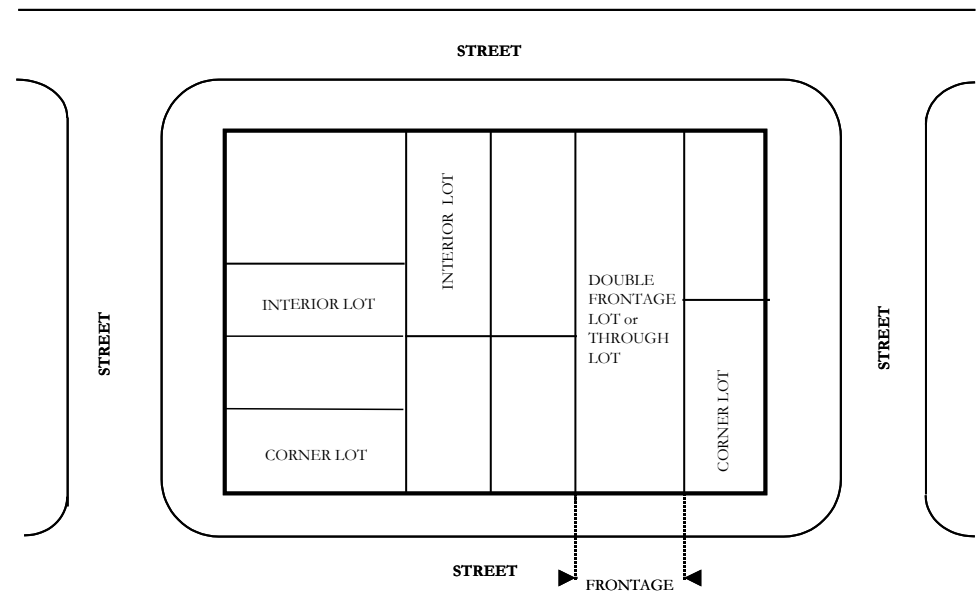 STREET
INTERIOR LOT
INTERIOR LOT
DOUBLE
FRONTAGE
LOT or
THROUGH
LOT
STREET
STREET
CORNER LOT
CORNER LOT
STREET
FRONTAGE